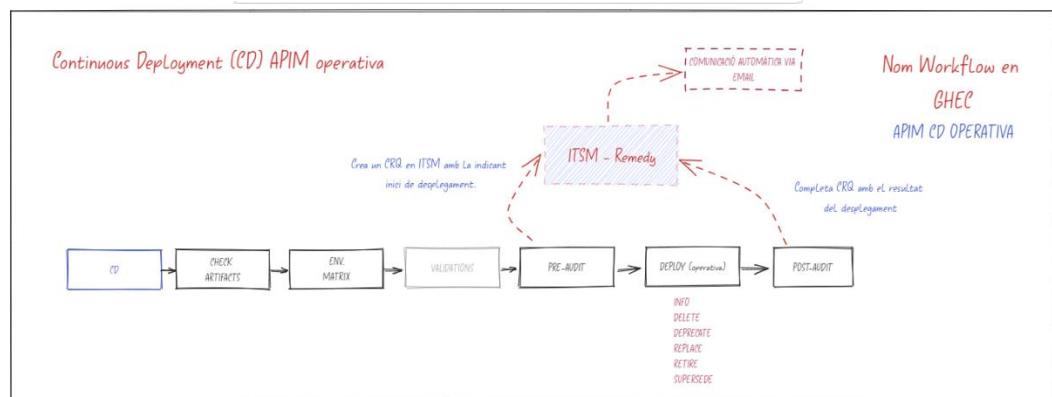 Continuous Deployment (CD) APIM operativa
COMUNICACIÓ AUTOMÀTICA VIA
EMAIL
Nom Workflow en
GHEC
APIM CD OPERATIVA
ITSM - Remedy
Crea un CRQ en ITSM amb la indicant
inici de desplegament.
Completa CRQ amb el resultat
del desplegament
CD
CHECK
ARTIFACTS
ENV.
MATRIX
VALIDATIONS
PRE-AUDIT
DEPLOY (operativa)
POST-AUDIT
INFO
DELETE
DEPRECATE
REPLACE
RETIRE
SUPERSEDE